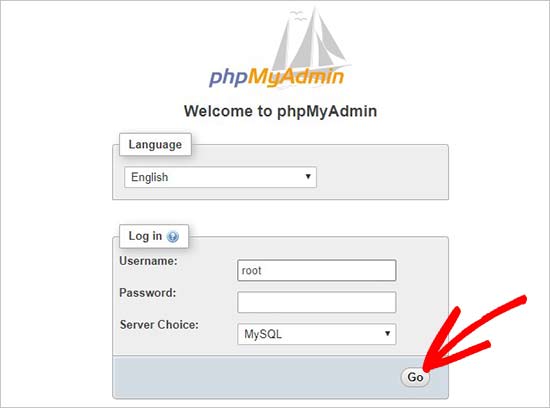 phpMyAdmin
Welcome to phpMyAdmin
Language
English
Log in
Username:
root
Password:
Server Choice:
MySQL
Go